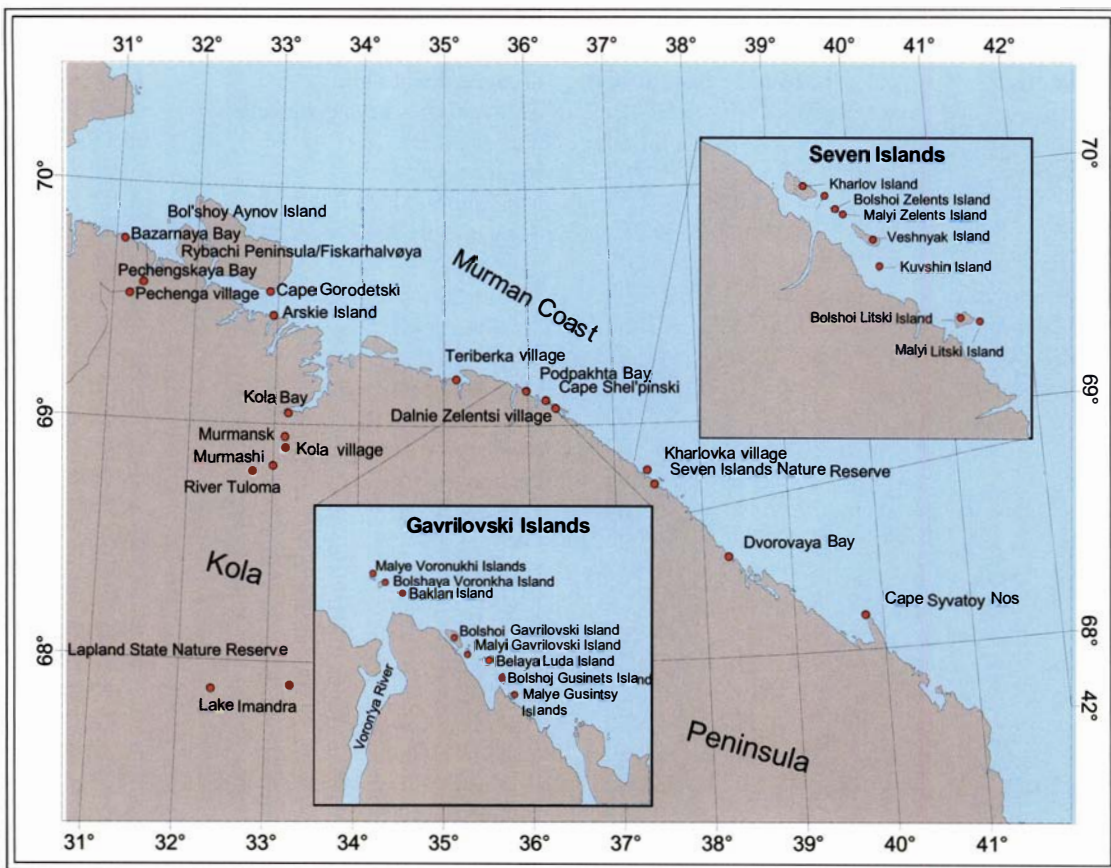 31° 32° 33° 34° 35° 36° 37° 38° 39° 40° 41° 42°
70°
70°
Seven Islands
Kharlov Island
Bolshoi Zelents Island
Malyi Zelents Island
Veshnyak Island
Kuvshin Island
Bolshoi Litski Island
Malyi Litski Island
Bol'shoy Aynov Island
Bazarnaya Bay
Rybachi Peninsula/Fiskarhalvøya
Pechengskaya Bay
Pechenga village
Cape Gorodetski
Arskie Island
Murman Coast
Teriberka village
Podpakhta Bay
Cape Shel'pinski
Dalnie Zelentsi village
69°
69°
Kola Bay
Murmansk
Kola village
Murmashi
River Tuloma
Kharlovka village
Seven Islands Nature Reserve
Dvorovaya Bay
Cape Syvatoy Nos
Kola
Peninsula
Gavrilovski Islands
Malye Voronukhi Islands
Bolshaya Voronkha Island
Baklan Island
Bolshoi Gavrilovski Island
Malyi Gavrilovski Island
Belaya Luda Island
Bolshoj Gusinets Island
Malye Gusintsy
Islands
Voron'ya River
68°
68°
Lapland State Nature Reserve
Lake Imandra
42°
31° 32° 33° 34° 35° 36° 37° 38° 39° 40° 41°